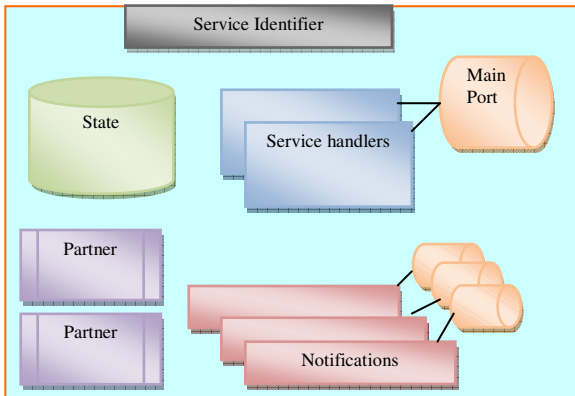 Service Identifier
State
Service handlers
Main
Port
Partner
Partner
Notifications